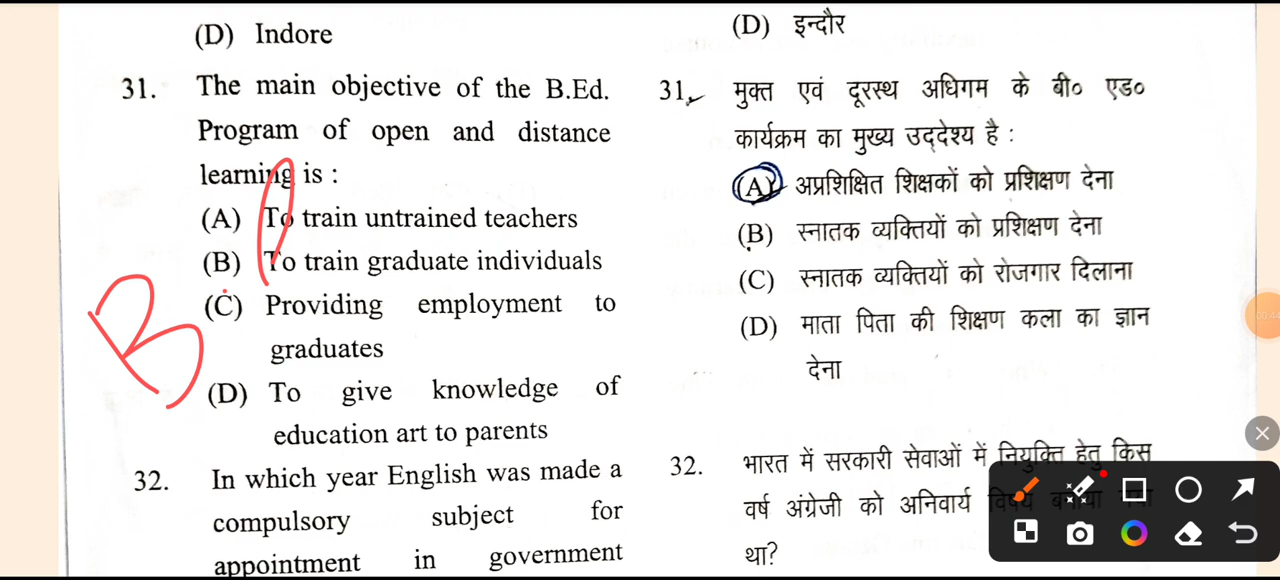 (D) Indore
31. The main objective of the B.Ed.
Program of open and distance
learning is :
(A) To train untrained teachers
(B) To train graduate individuals
(C) Providing employment to
graduates
(D) To give knowledge of
education art to parents
32. In which year English was made a
compulsory subject for
appointment in government
B
(D) इन्दौर
31. मुक्त एवं दूरस्थ अधिगम के बी० एड०
कार्यक्रम का मुख्य उद्देश्य है :
(A) अप्रशिक्षित शिक्षकों को प्रशिक्षण देना
(B) स्नातक व्यक्तियों को प्रशिक्षण देना
(C) स्नातक व्यक्तियों को रोजगार दिलाना
(D) माता पिता की शिक्षण कला का ज्ञान
देना
32. भारत में सरकारी सेवाओं में नियुक्ति हेतु किस
वर्ष अंग्रेजी को अनिवार्य
था?
00:44